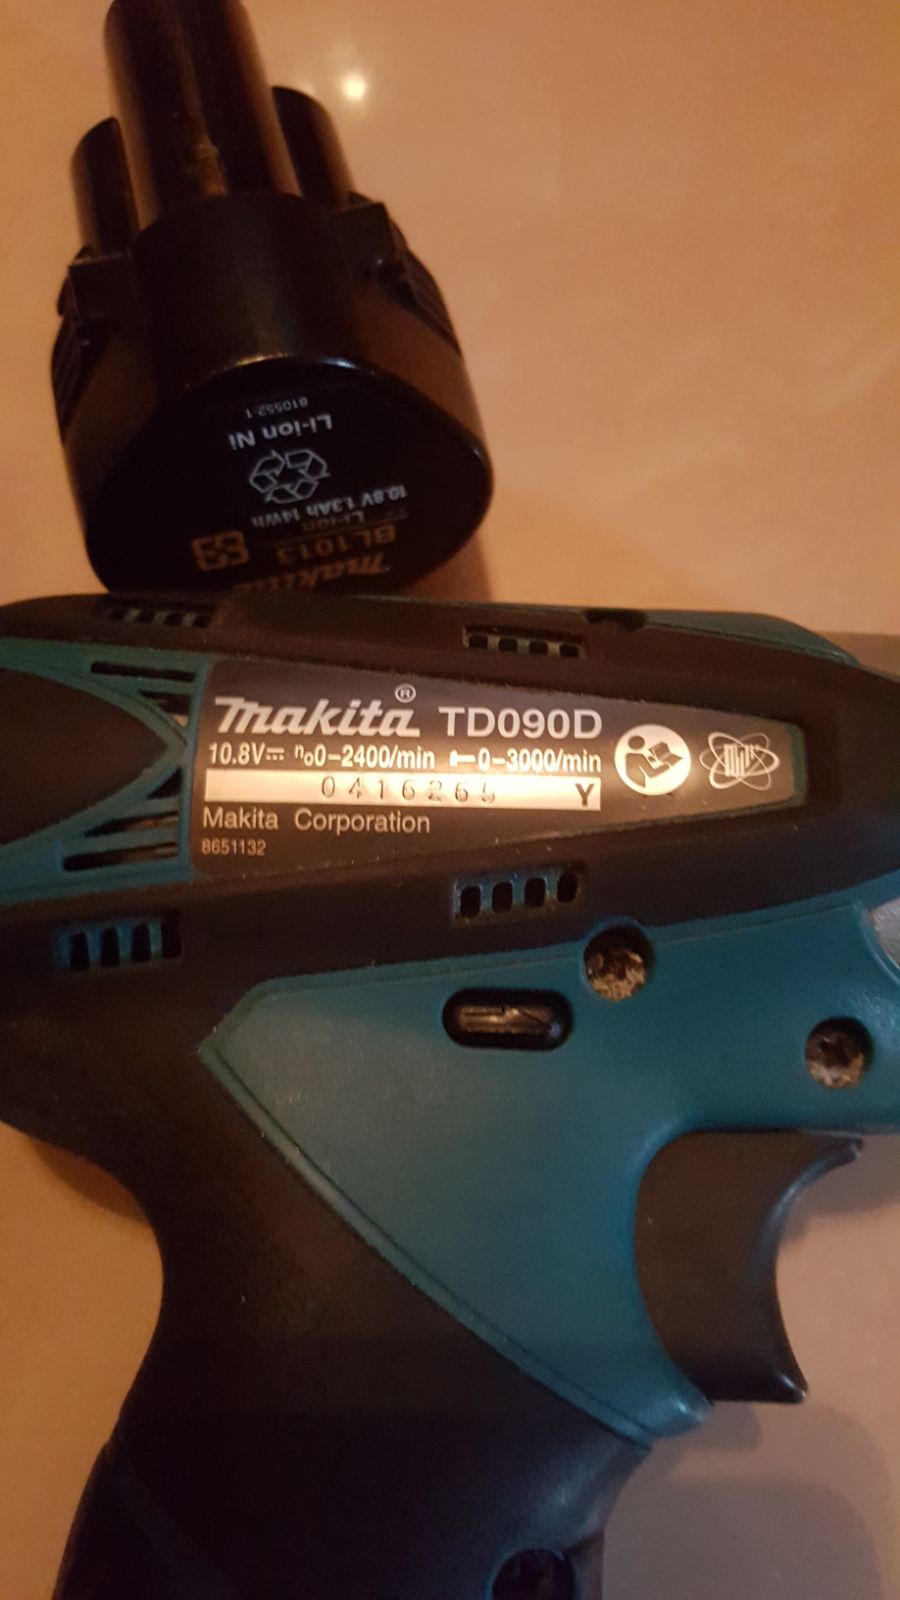 810552-1
Li-ion Ni
10.8V 1.3Ah 14Wh
Li-ion
BL1013
makita
makita® TD090D
10.8V⎓ n₀0-2400/min 0-3000/min
0416265 Y
Makita Corporation
8651132